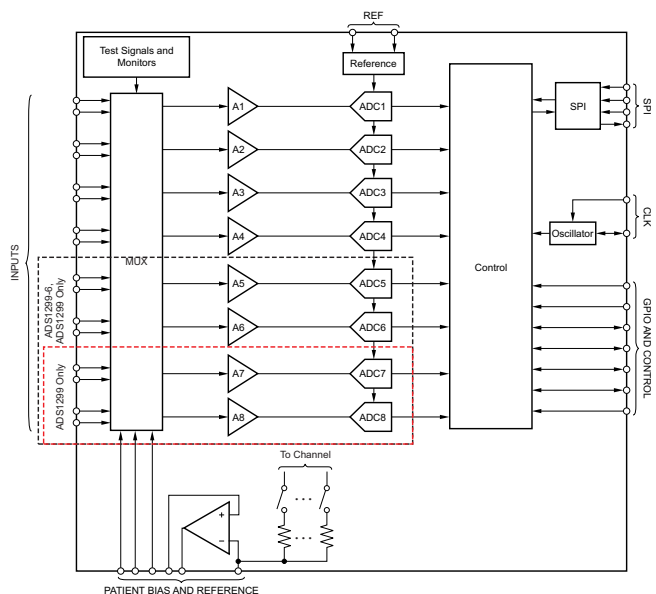 REF
Test Signals and
Monitors
Reference
A1
ADC1
SPI
SPI
A2
ADC2
A3
ADC3
A4
ADC4
Oscillator
CLK
INPUTS
MUX
Control
ADS1299-6,
ADS1299 Only
A5
ADC5
A6
ADC6
GPIO AND CONTROL
ADS1299 Only
A7
ADC7
A8
ADC8
To Channel
+
−
PATIENT BIAS AND REFERENCE